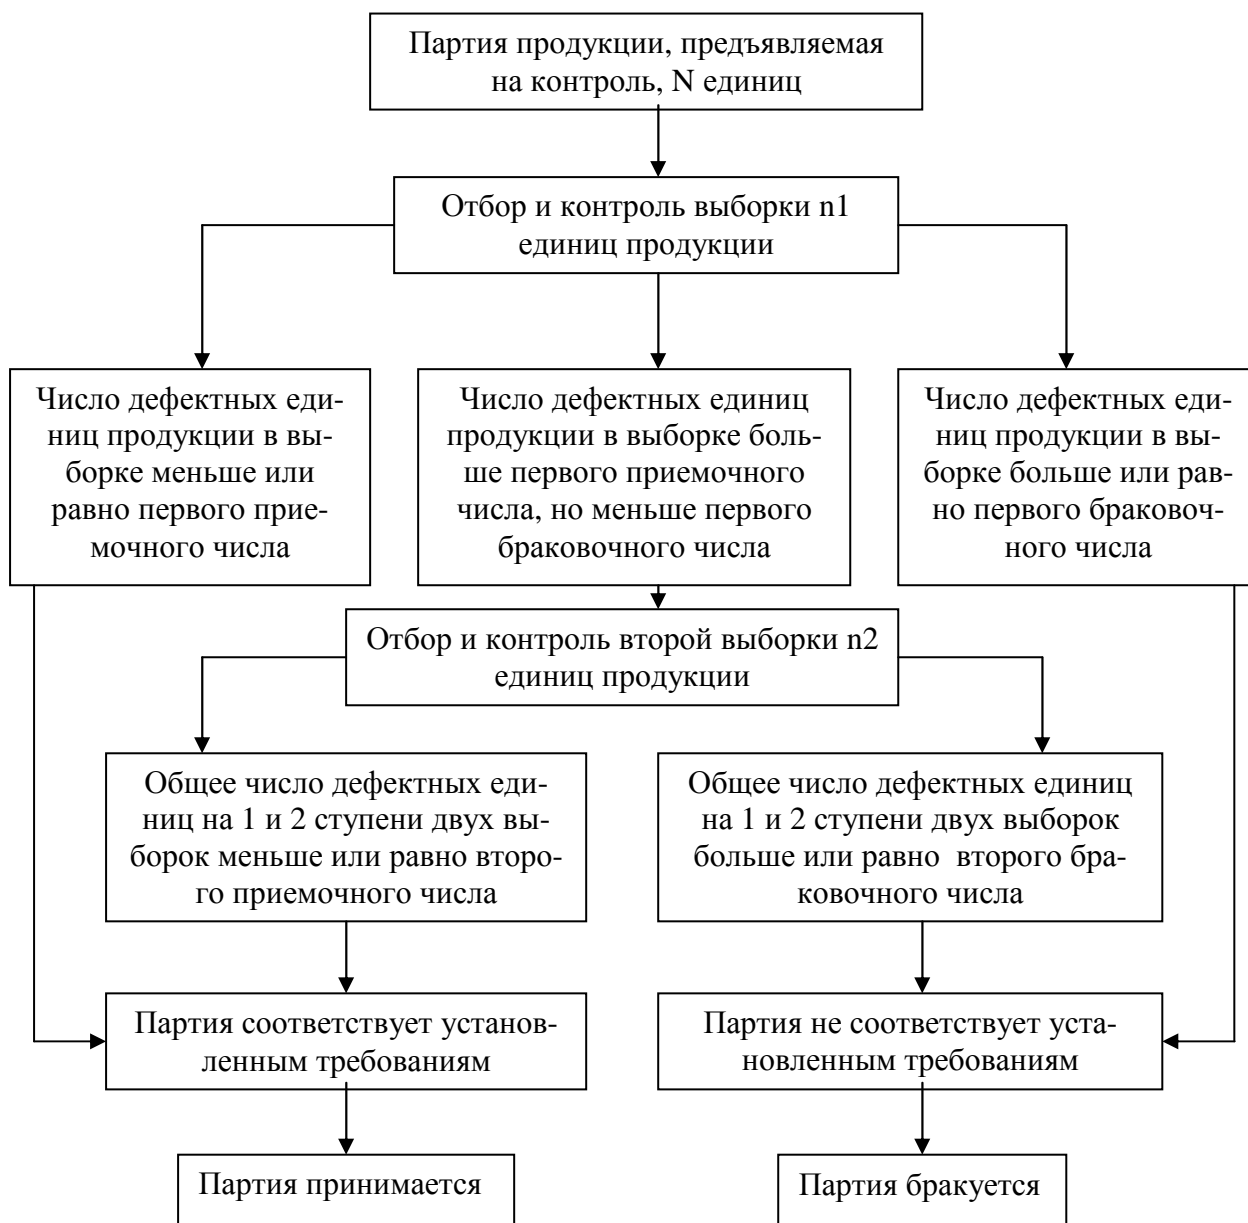 Партия продукции, предъявляемая
на контроль, N единиц
Отбор и контроль выборки n1
единиц продукции
Число дефектных еди-
ниц продукции в вы-
борке меньше или
равно первого прие-
мочного числа
Число дефектных единиц
продукции в выборке боль-
ше первого приемочного
числа, но меньше первого
браковочного числа
Число дефектных еди-
ниц продукции в вы-
борке больше или рав-
но первого браковоч-
ного числа
Отбор и контроль второй выборки n2
единиц продукции
Общее число дефектных еди-
ниц на 1 и 2 ступени двух вы-
борок меньше или равно второ-
го приемочного числа
Общее число дефектных единиц
на 1 и 2 ступени двух выборок
больше или равно второго бра-
ковочного числа
Партия соответствует установ-
ленным требованиям
Партия не соответствует уста-
новленным требованиям
Партия принимается
Партия бракуется